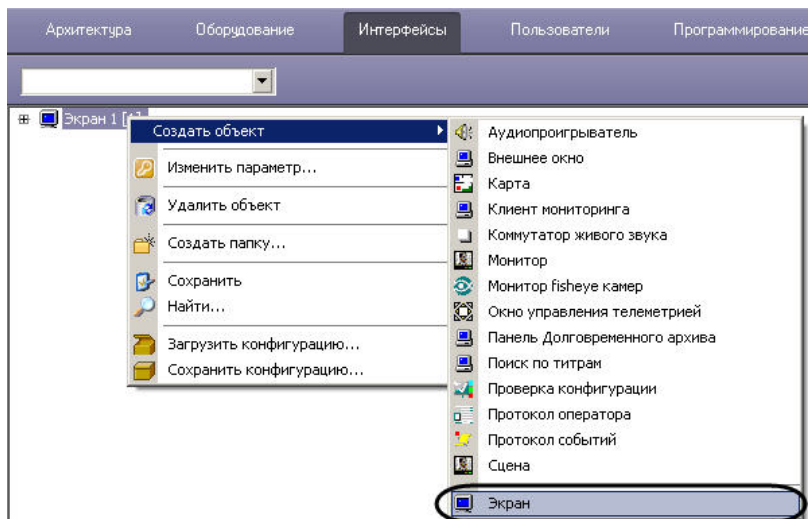 Архитектура
Оборудование
Интерфейсы
Пользователи
Программирование
Экран 1 [1]
Создать объект
Изменить параметр...
Удалить объект
Создать папку...
Сохранить
Найти...
Загрузить конфигурацию...
Сохранить конфигурацию...
Аудиопроигрыватель
Внешнее окно
Карта
Клиент мониторинга
Коммутатор живого звука
Монитор
Монитор fisheye камер
Окно управления телеметрией
Панель Долговременного архива
Поиск по титрам
Проверка конфигурации
Протокол оператора
Протокол событий
Сцена
Экран